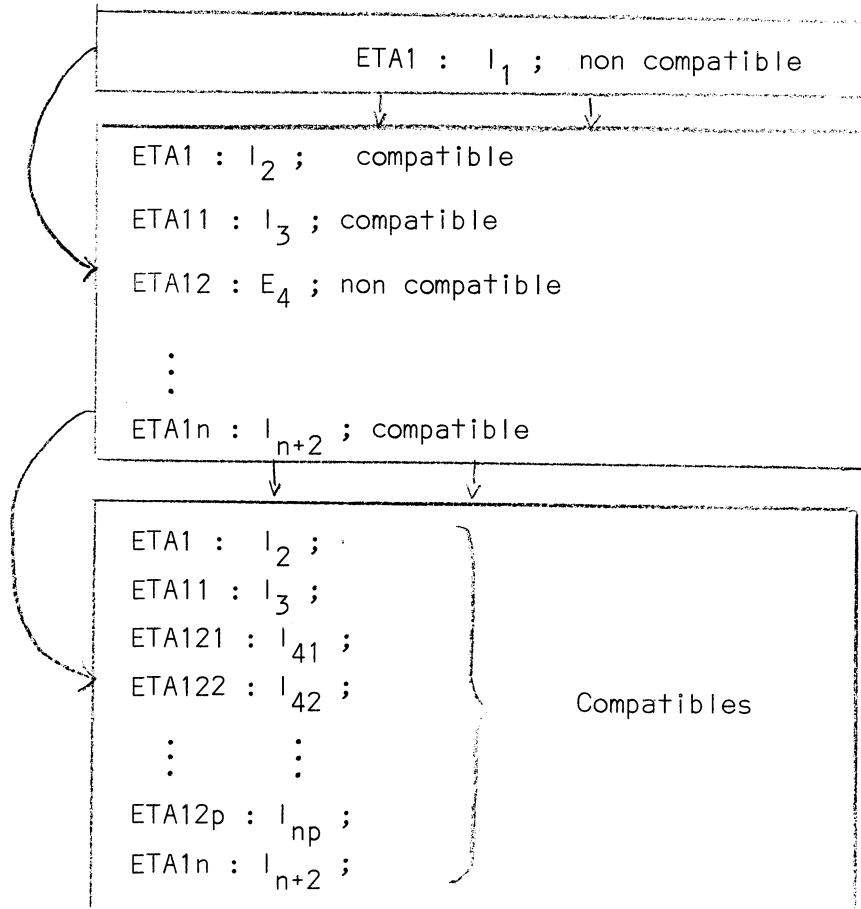 ETA1 : I₁ ; non compatible
ETA1 : I₂ ; compatible
ETA11 : I₃ ; compatible
ETA12 : E₄ ; non compatible
⋮
ETA1n : Iₙ₊₂ ; compatible
ETA1 : I₂ ;
ETA11 : I₃ ;
ETA121 : I₄₁ ;
ETA122 : I₄₂ ;
Compatibles
⋮ ⋮
ETA12p : Iₙₚ ;
ETA1n : Iₙ₊₂ ;